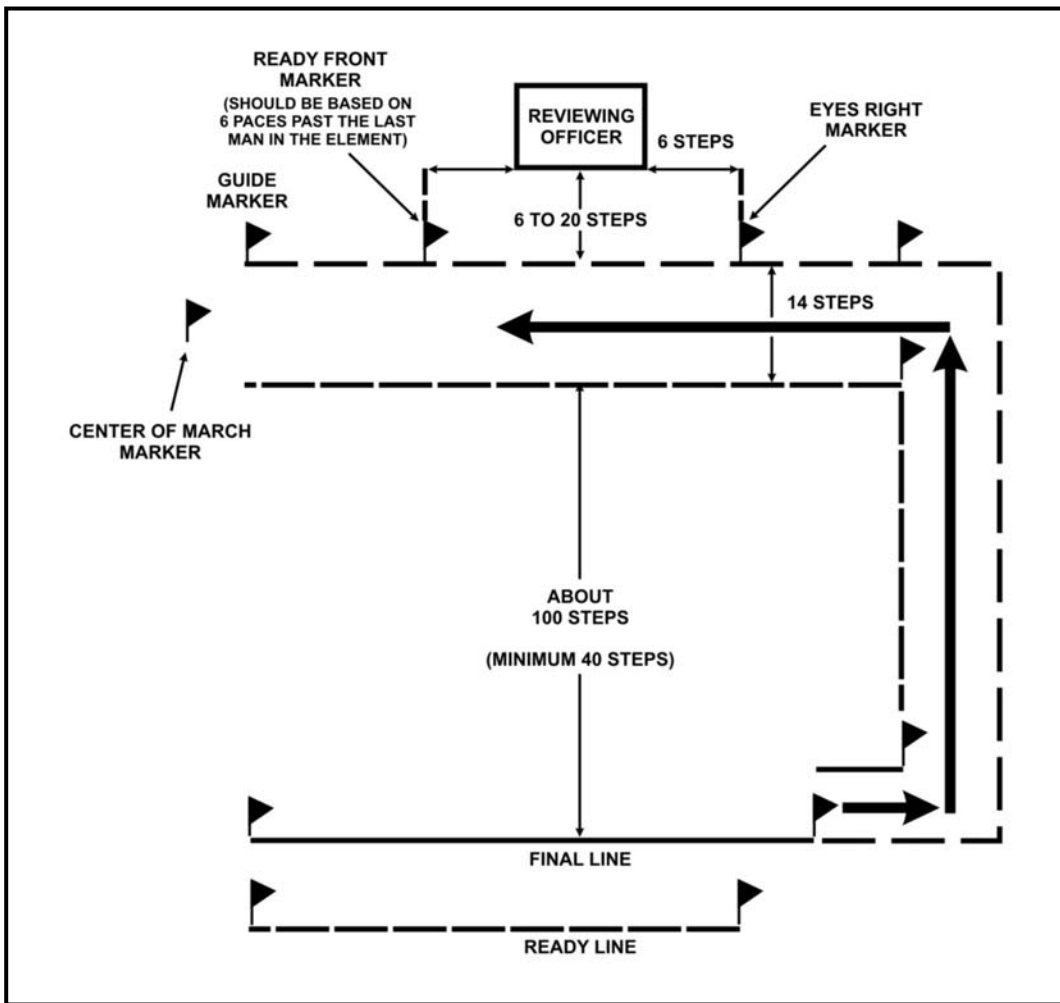 READY FRONT
MARKER
(SHOULD BE BASED ON
6 PACES PAST THE LAST
MAN IN THE ELEMENT)
REVIEWING
OFFICER
6 STEPS
EYES RIGHT
MARKER
GUIDE
MARKER
6 TO 20 STEPS
14 STEPS
CENTER OF MARCH
MARKER
ABOUT
100 STEPS
(MINIMUM 40 STEPS)
FINAL LINE
READY LINE